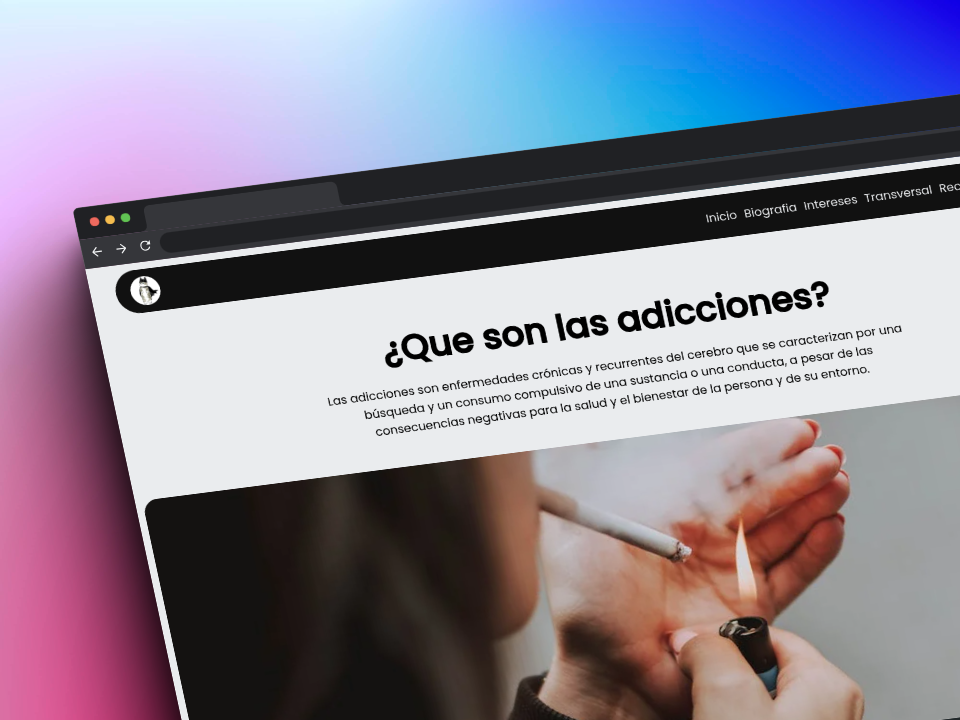 Inicio Biografia Intereses Transversal
¿Que son las adicciones?
Las adicciones son enfermedades crónicas y recurrentes del cerebro que se caracterizan por una
búsqueda y un consumo compulsivo de una sustancia o una conducta, a pesar de las
consecuencias negativas para la salud y el bienestar de la persona y de su entorno.